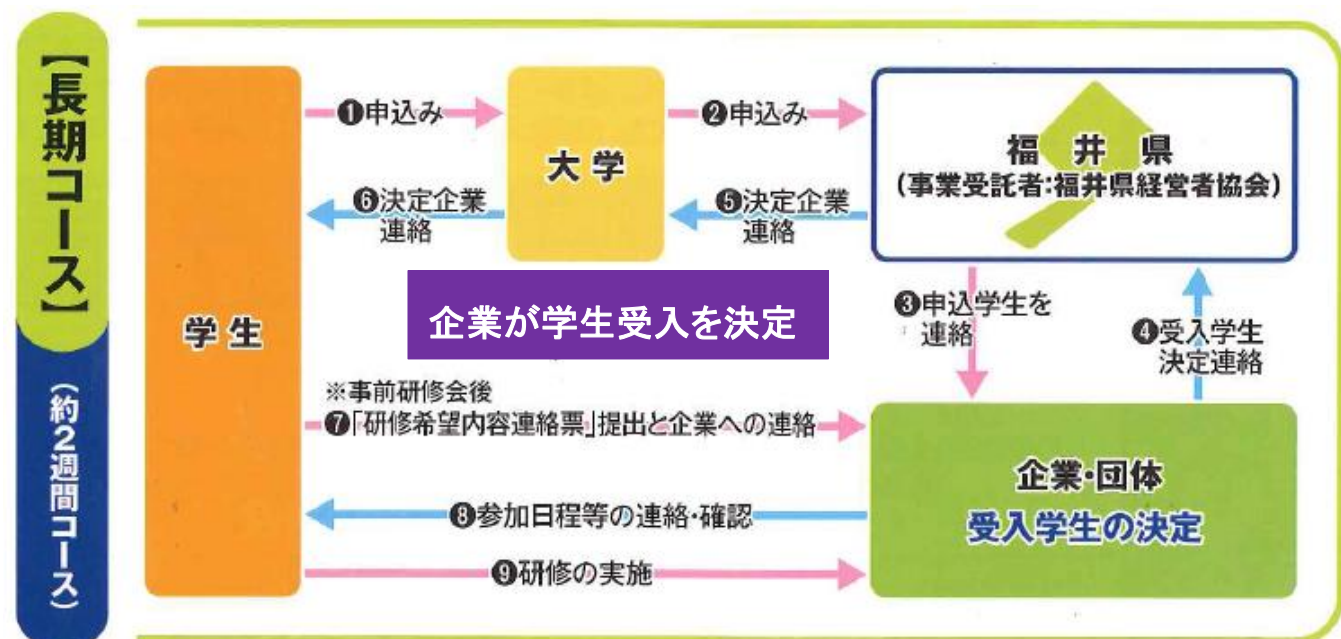 【長期コース】
（約2週間コース）
学生
❶申込み
大学
❷申込み
福井県
（事業受託者：福井県経営者協会）
❻決定企業
連絡
❺決定企業
連絡
企業が学生受入を決定
❸申込学生を
連絡
❹受入学生
決定連絡
※事前研修会後
❼「研修希望内容連絡票」提出と企業への連絡
企業・団体
受入学生の決定
❽参加日程等の連絡・確認
❾研修の実施